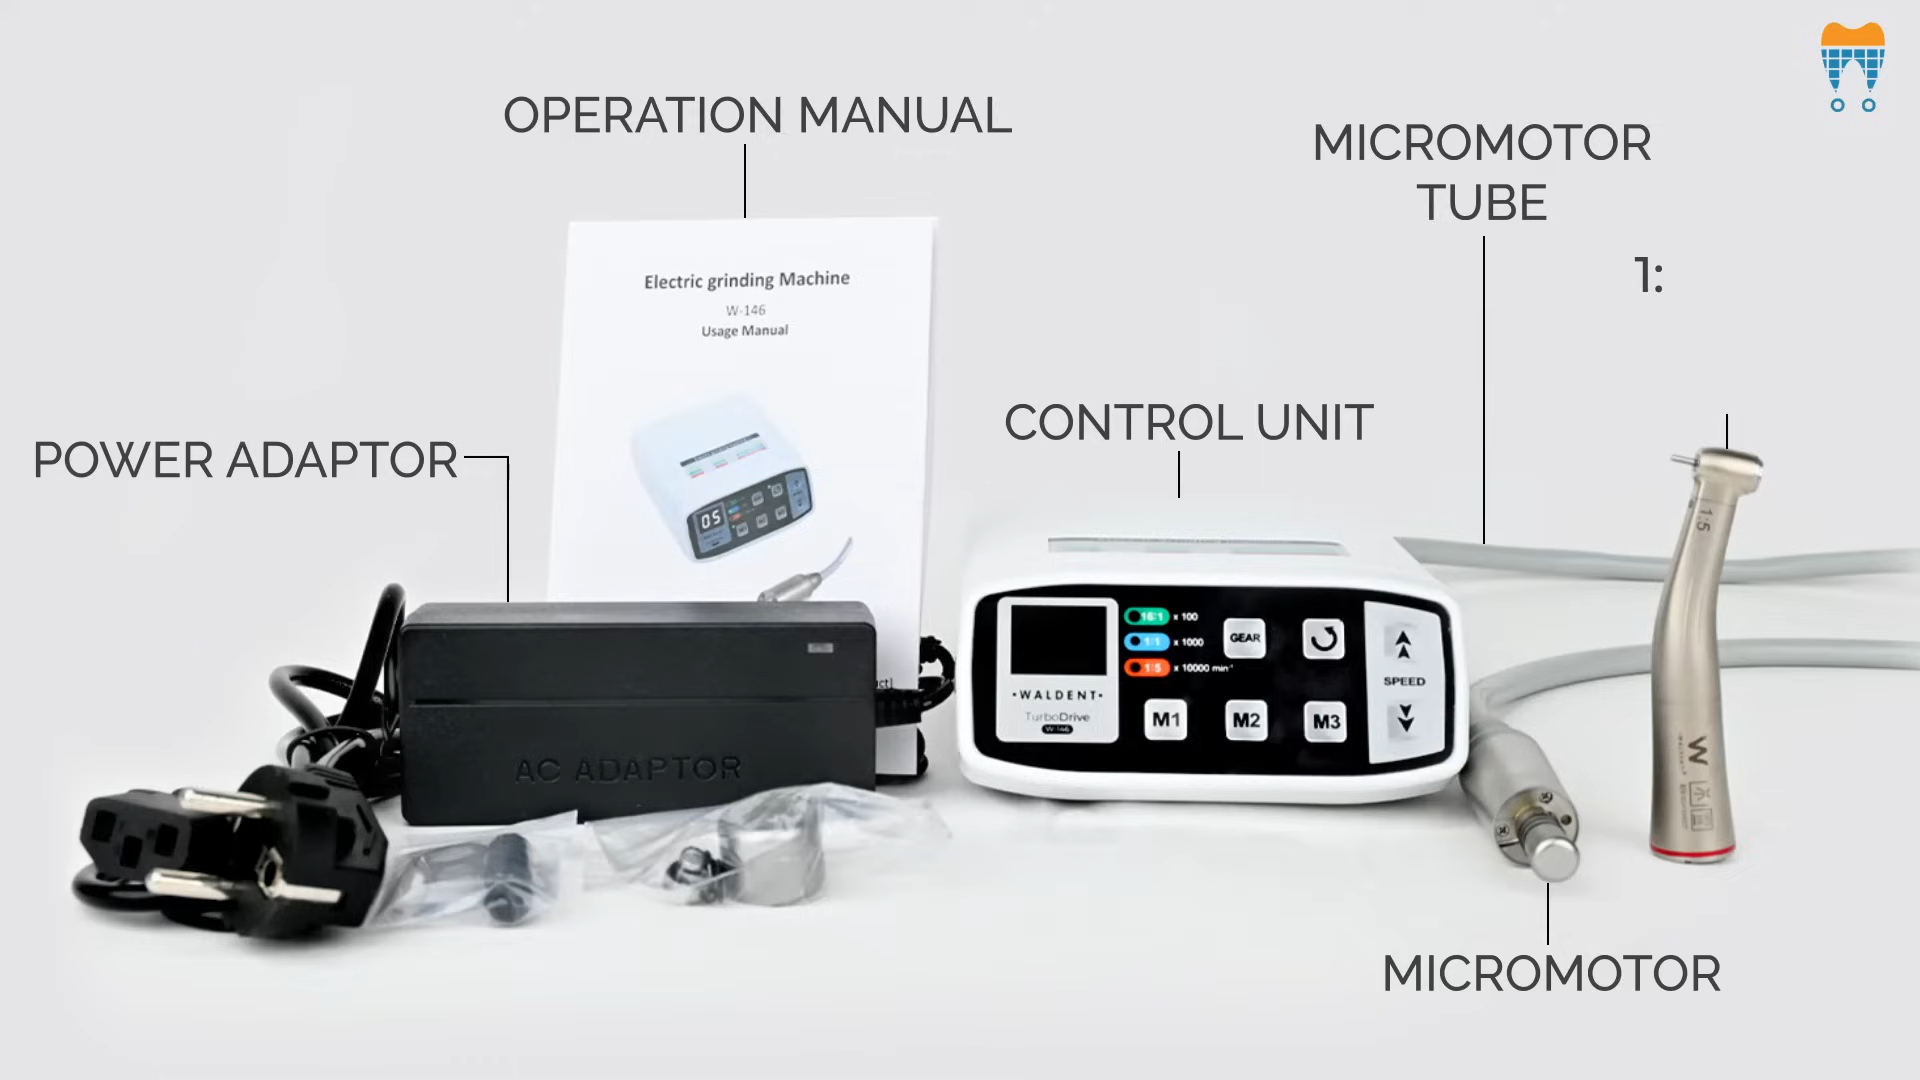 OPERATION MANUAL
MICROMOTOR
TUBE
1:
Electric grinding Machine
W-146
Usage Manual
CONTROL UNIT
POWER ADAPTOR
05
1:5
16:1 x 100
1:1 x 1000
1:5 x 10000 min⁻¹
GEAR
SPEED
WALDENT
TurboDrive
W-146
M1 M2 M3
uct]
AC ADAPTOR
W
MICROMOTOR